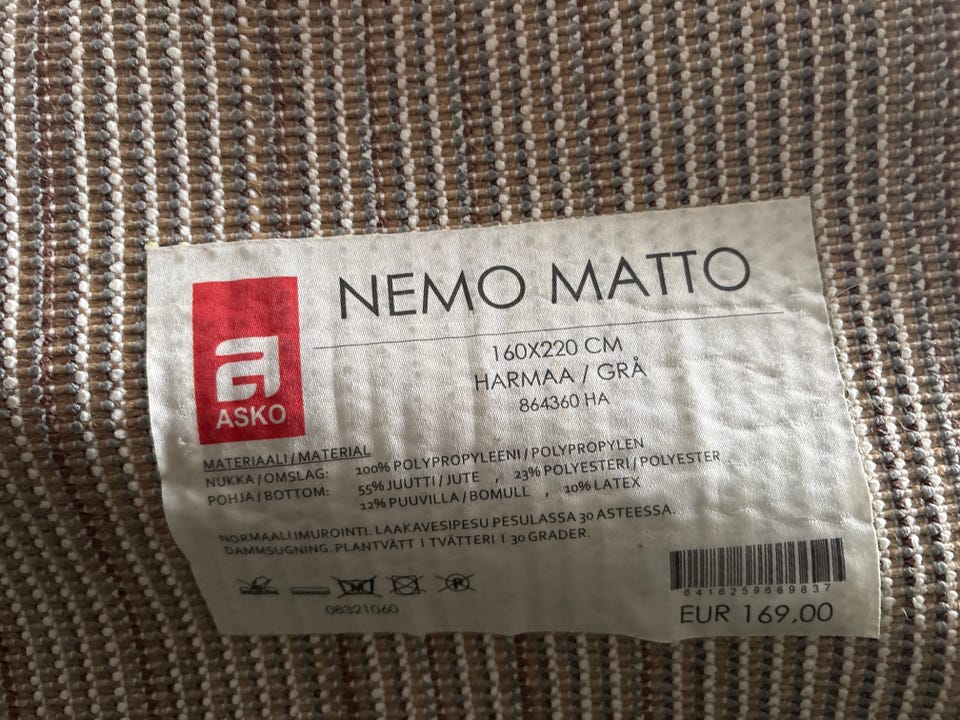 NEMO MATTO
160X220 CM
HARMAA / GRÅ
864360 HA
ASKO
MATERIAALI / MATERIAL
NUKKA / OMSLAG: 100% POLYPROPYLEENI / POLYPROPYLEN
POHJA / BOTTOM: 55% JUUTTI / JUTE , 23% POLYESTERI / POLYESTER
12% PUUVILLA / BOMULL , 10% LATEX
NORMAALI IMUROINTI. LAAKAVESIPESU PESULASSA 30 ASTEESSA.
DAMMSUGNING. PLANTVÄTT I TVÄTTERI I 30 GRADER.
08321060
6416259689837
EUR 169,00